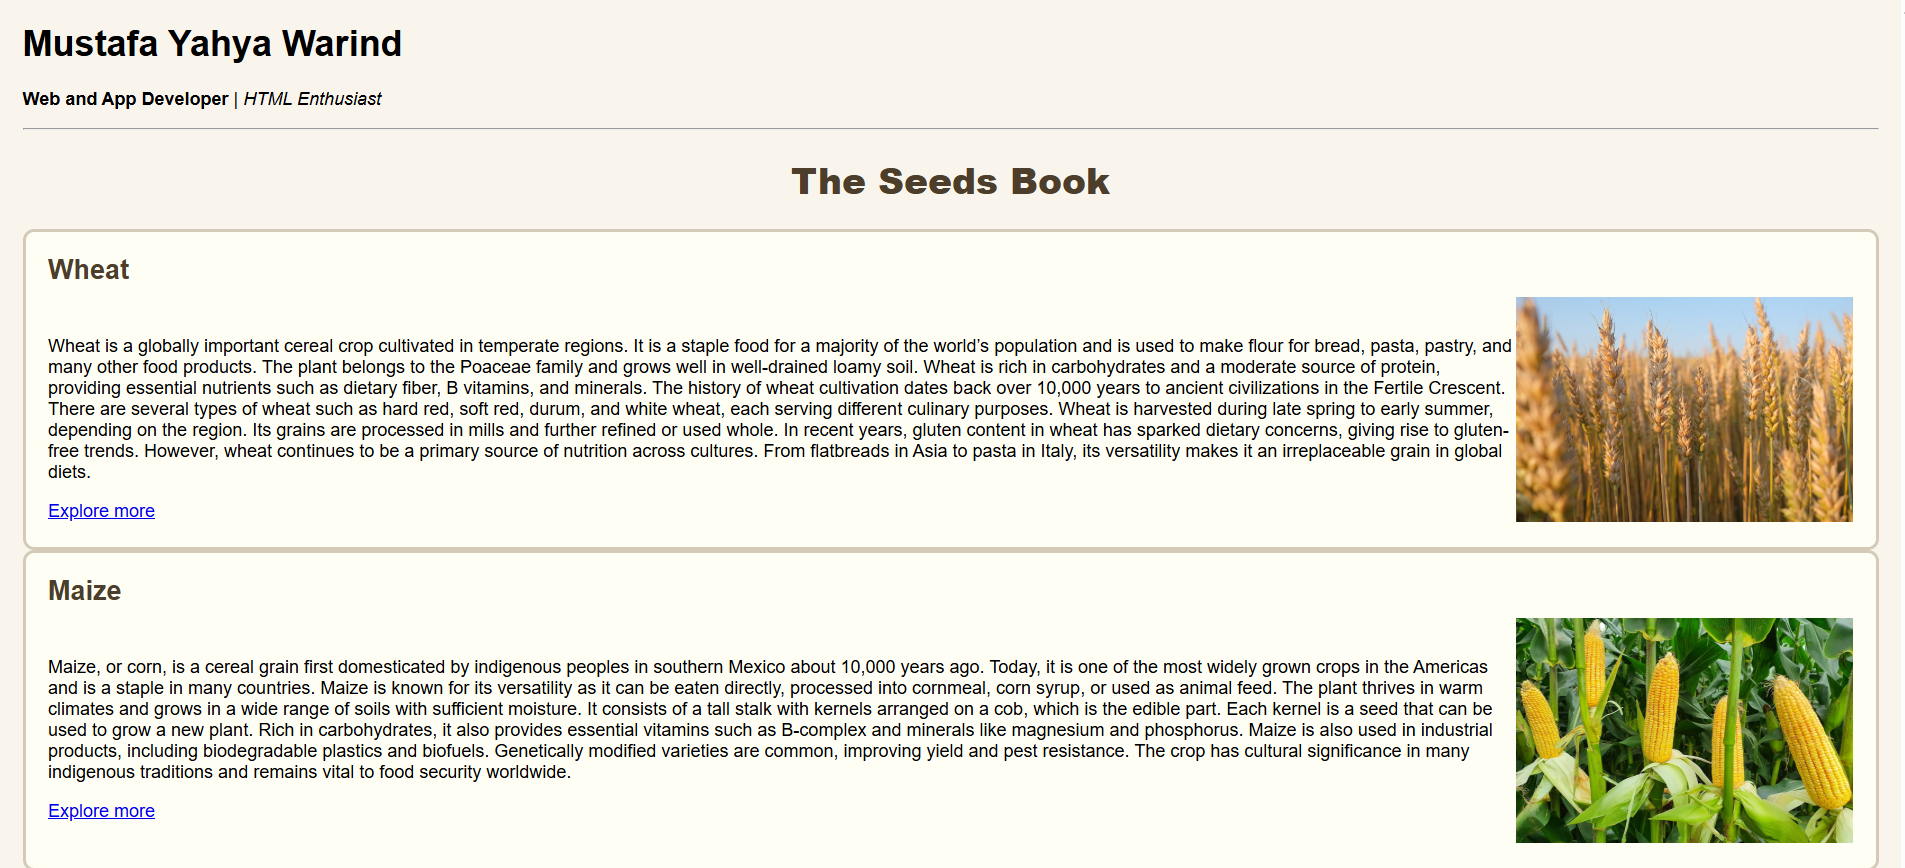 Mustafa Yahya Warind
Web and App Developer | HTML Enthusiast
The Seeds Book
Wheat
Wheat is a globally important cereal crop cultivated in temperate regions. It is a staple food for a majority of the world’s population and is used to make flour for bread, pasta, pastry, and
many other food products. The plant belongs to the Poaceae family and grows well in well-drained loamy soil. Wheat is rich in carbohydrates and a moderate source of protein,
providing essential nutrients such as dietary fiber, B vitamins, and minerals. The history of wheat cultivation dates back over 10,000 years to ancient civilizations in the Fertile Crescent.
There are several types of wheat such as hard red, soft red, durum, and white wheat, each serving different culinary purposes. Wheat is harvested during late spring to early summer,
depending on the region. Its grains are processed in mills and further refined or used whole. In recent years, gluten content in wheat has sparked dietary concerns, giving rise to gluten-
free trends. However, wheat continues to be a primary source of nutrition across cultures. From flatbreads in Asia to pasta in Italy, its versatility makes it an irreplaceable grain in global
diets.
Explore more
Maize
Maize, or corn, is a cereal grain first domesticated by indigenous peoples in southern Mexico about 10,000 years ago. Today, it is one of the most widely grown crops in the Americas
and is a staple in many countries. Maize is known for its versatility as it can be eaten directly, processed into cornmeal, corn syrup, or used as animal feed. The plant thrives in warm
climates and grows in a wide range of soils with sufficient moisture. It consists of a tall stalk with kernels arranged on a cob, which is the edible part. Each kernel is a seed that can be
used to grow a new plant. Rich in carbohydrates, it also provides essential vitamins such as B-complex and minerals like magnesium and phosphorus. Maize is also used in industrial
products, including biodegradable plastics and biofuels. Genetically modified varieties are common, improving yield and pest resistance. The crop has cultural significance in many
indigenous traditions and remains vital to food security worldwide.
Explore more